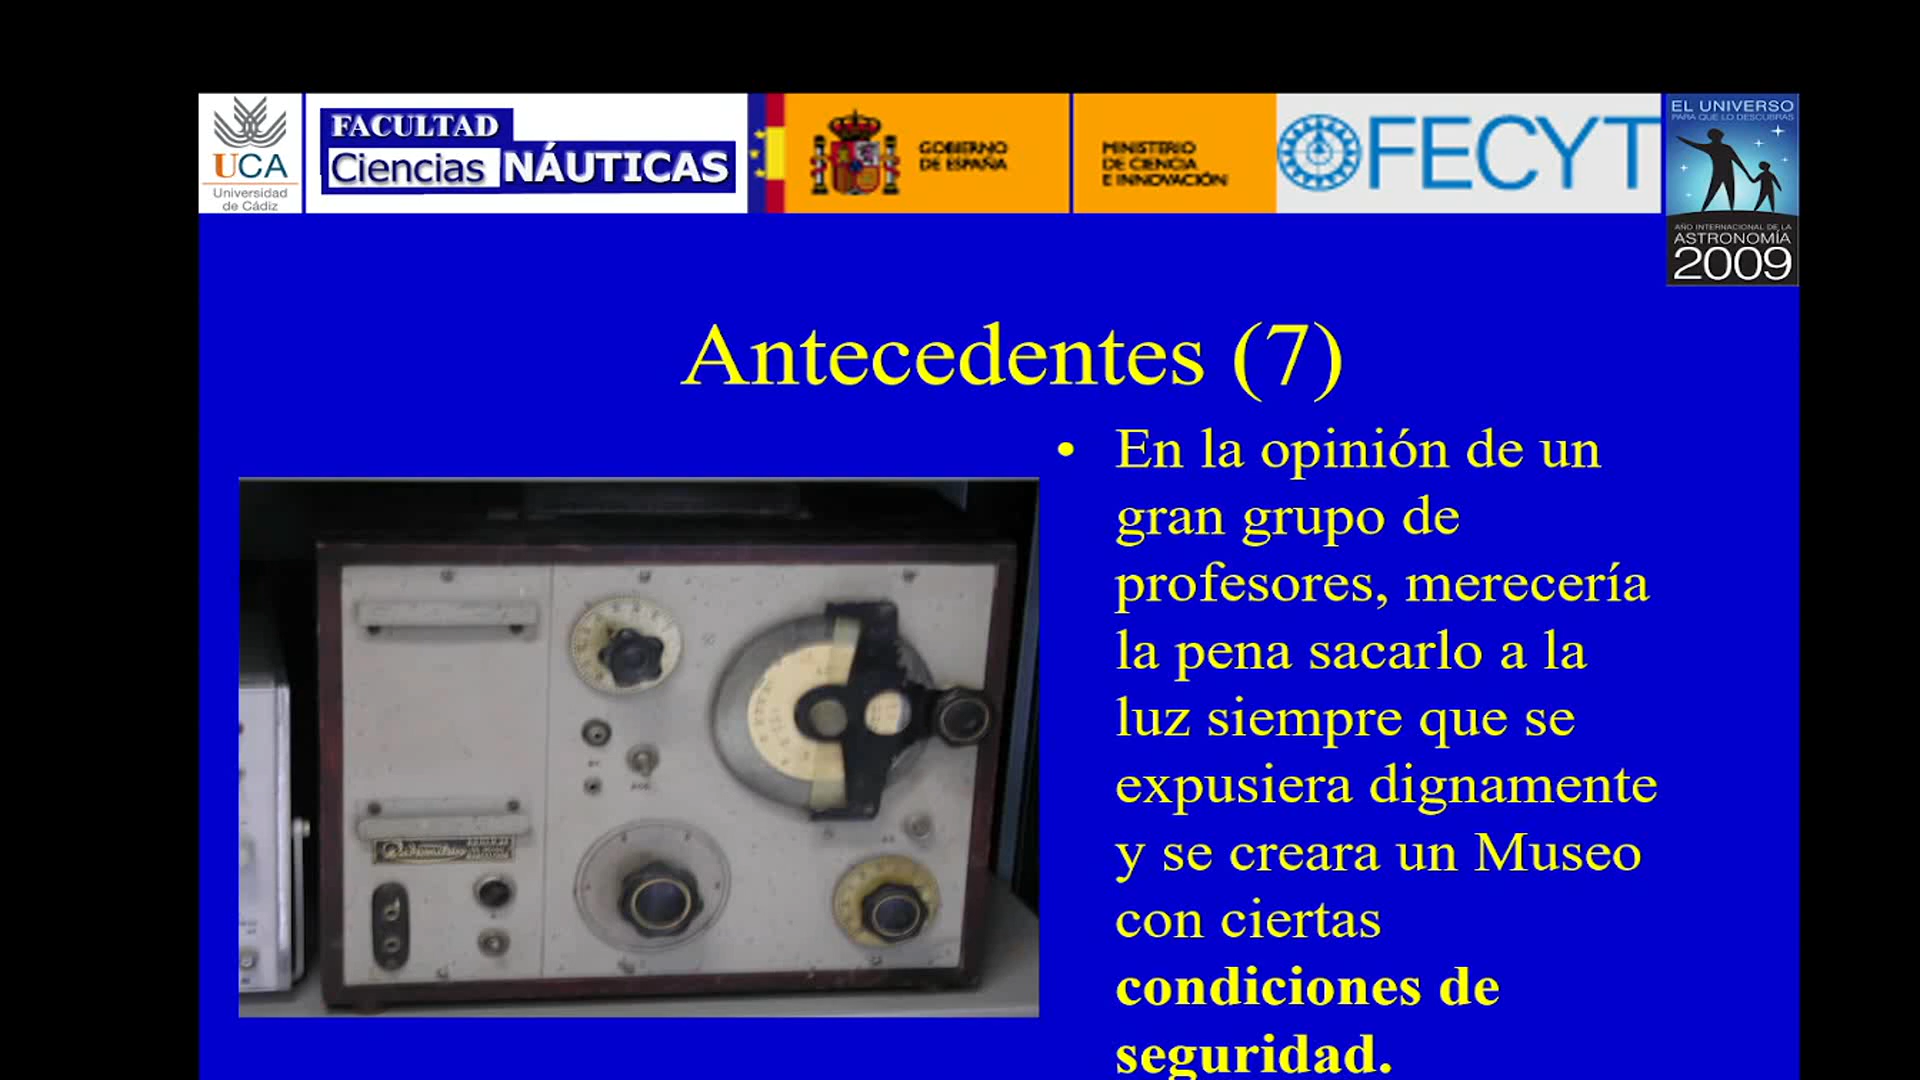 UCA
Universidad
de Cádiz
FACULTAD
Ciencias NÁUTICAS
GOBIERNO
DE ESPAÑA
MINISTERIO
DE CIENCIA
E INNOVACIÓN
FECYT
EL UNIVERSO
PARA QUE LO DESCUBRAS
AÑO INTERNACIONAL DE LA
ASTRONOMÍA
2009
Antecedentes (7)
• En la opinión de un
gran grupo de
profesores, merecería
la pena sacarlo a la
luz siempre que se
expusiera dignamente
y se creara un Museo
con ciertas
condiciones de
seguridad.